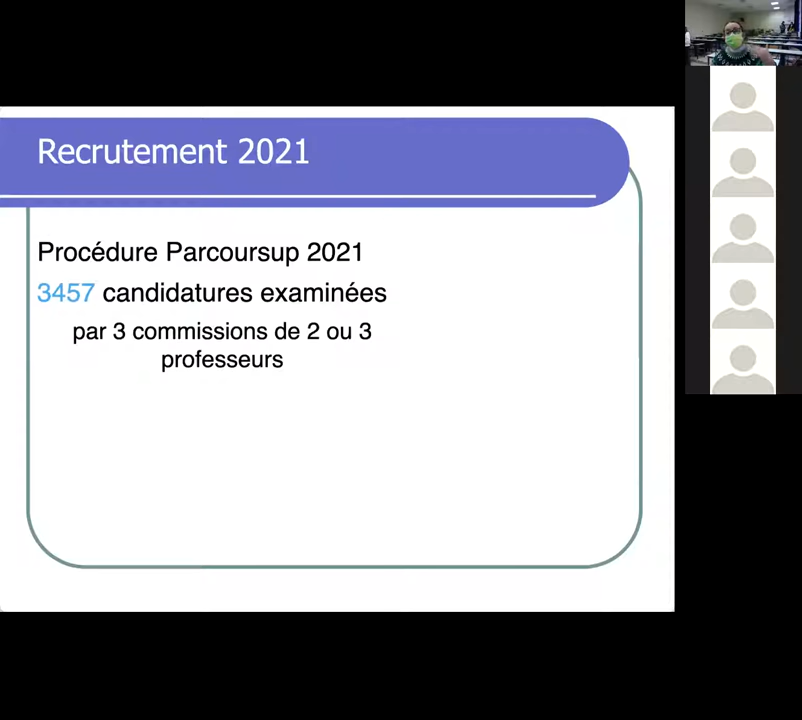 Recrutement 2021
Procédure Parcoursup 2021
3457 candidatures examinées
par 3 commissions de 2 ou 3
professeurs